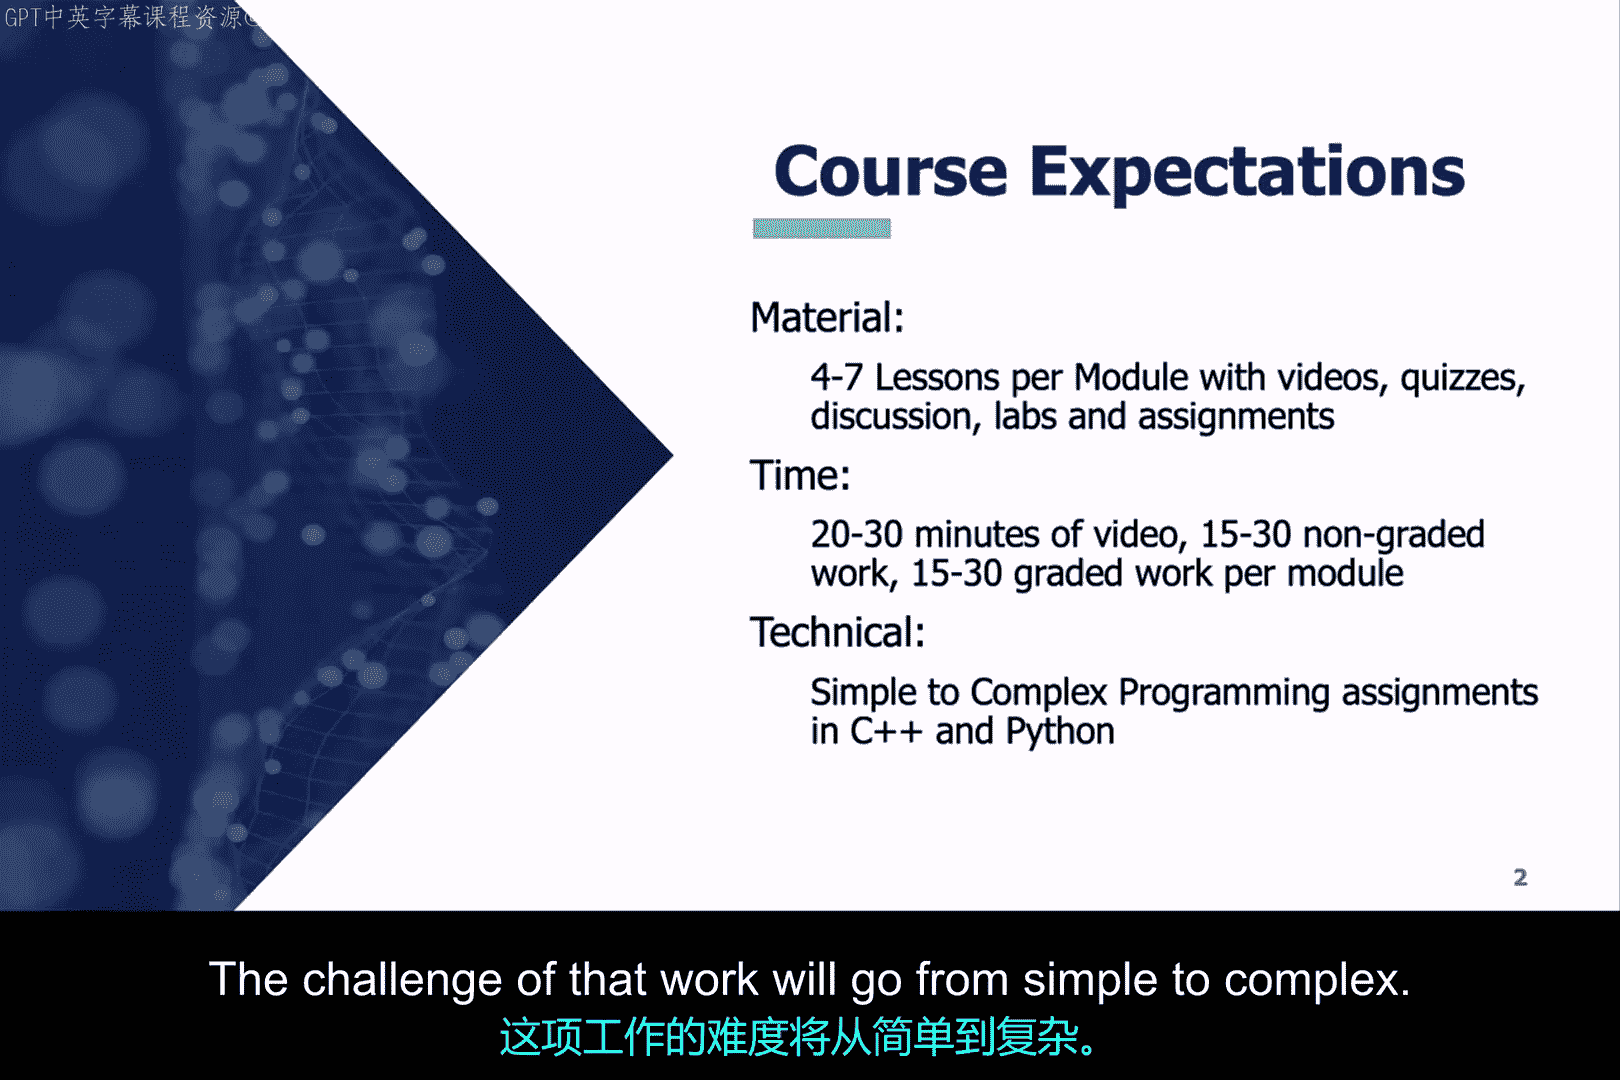 GPT中英字幕课程资源
Course Expectations
Material:
4-7 Lessons per Module with videos, quizzes,
discussion, labs and assignments
Time:
20-30 minutes of video, 15-30 non-graded
work, 15-30 graded work per module
Technical:
Simple to Complex Programming assignments
in C++ and Python
2
The challenge of that work will go from simple to complex.
这项工作的难度将从简单到复杂。